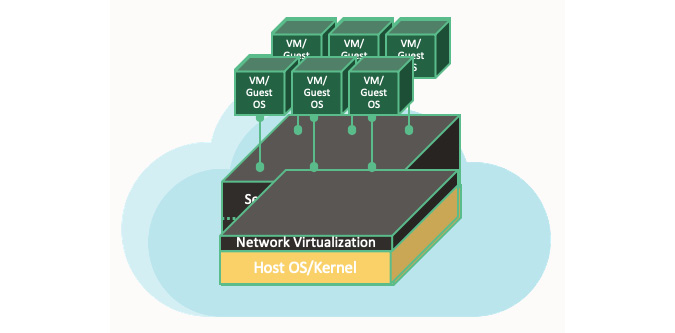 VM/
Guest
VM/
Guest
VM/
Guest
VM/
Guest
OS
VM/
Guest
OS
VM/
Guest
OS
Se
Network Virtualization
Host OS/Kernel